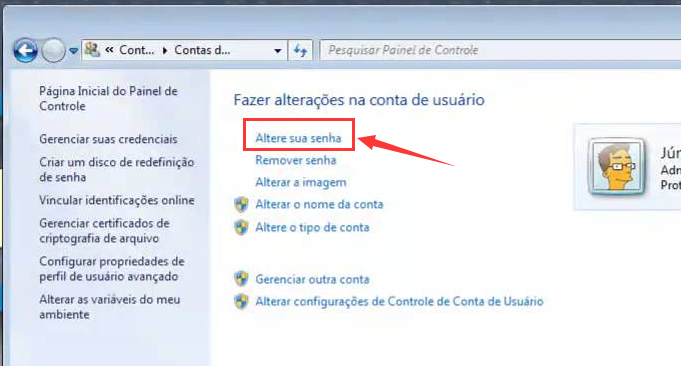 « Cont... ▸ Contas d...
Pesquisar Painel de Controle
Página Inicial do Painel de
Controle
Gerenciar suas credenciais
Criar um disco de redefinição
de senha
Vincular identificações online
Gerenciar certificados de
criptografia de arquivo
Configurar propriedades de
perfil de usuário avançado
Alterar as variáveis do meu
ambiente
Fazer alterações na conta de usuário
Altere sua senha
Remover senha
Alterar a imagem
Alterar o nome da conta
Altere o tipo de conta
Gerenciar outra conta
Alterar configurações de Controle de Conta de Usuário
Jún
Adm
Prot